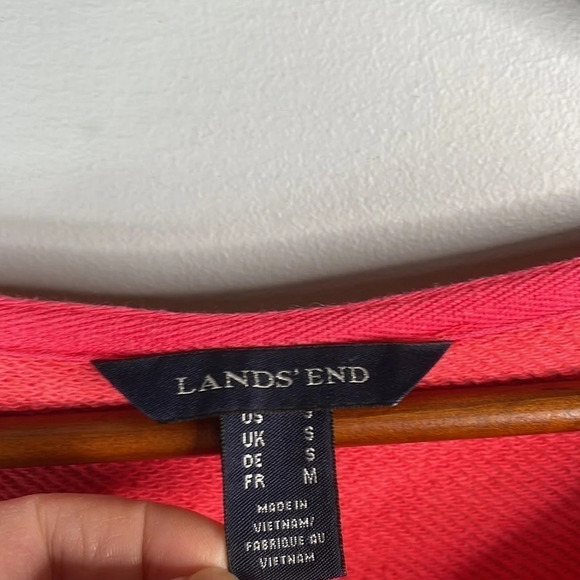 LANDS' END
US S
UK S
DE S
FR M
MADE IN
VIETNAM/
FABRIQUE AU
VIETNAM